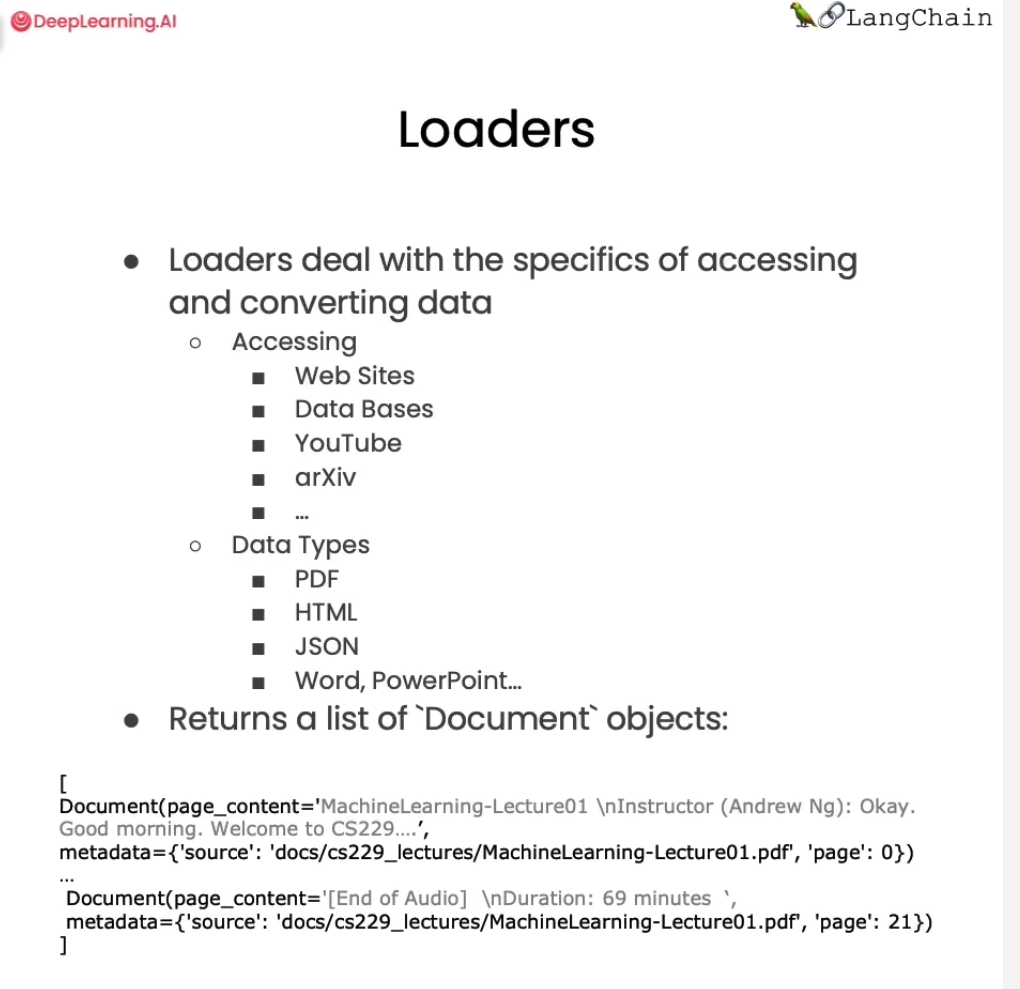 DeepLearning.AI
LangChain
Loaders
● Loaders deal with the specifics of accessing
and converting data
○ Accessing
■ Web Sites
■ Data Bases
■ YouTube
■ arXiv
■ ...
○ Data Types
■ PDF
■ HTML
■ JSON
■ Word, PowerPoint...
● Returns a list of `Document` objects:
[
Document(page_content='MachineLearning-Lecture01 \nInstructor (Andrew Ng): Okay.
Good morning. Welcome to CS229....',
metadata={'source': 'docs/cs229_lectures/MachineLearning-Lecture01.pdf', 'page': 0})
...
Document(page_content='[End of Audio] \nDuration: 69 minutes ‘,
metadata={'source': 'docs/cs229_lectures/MachineLearning-Lecture01.pdf', 'page': 21})
]